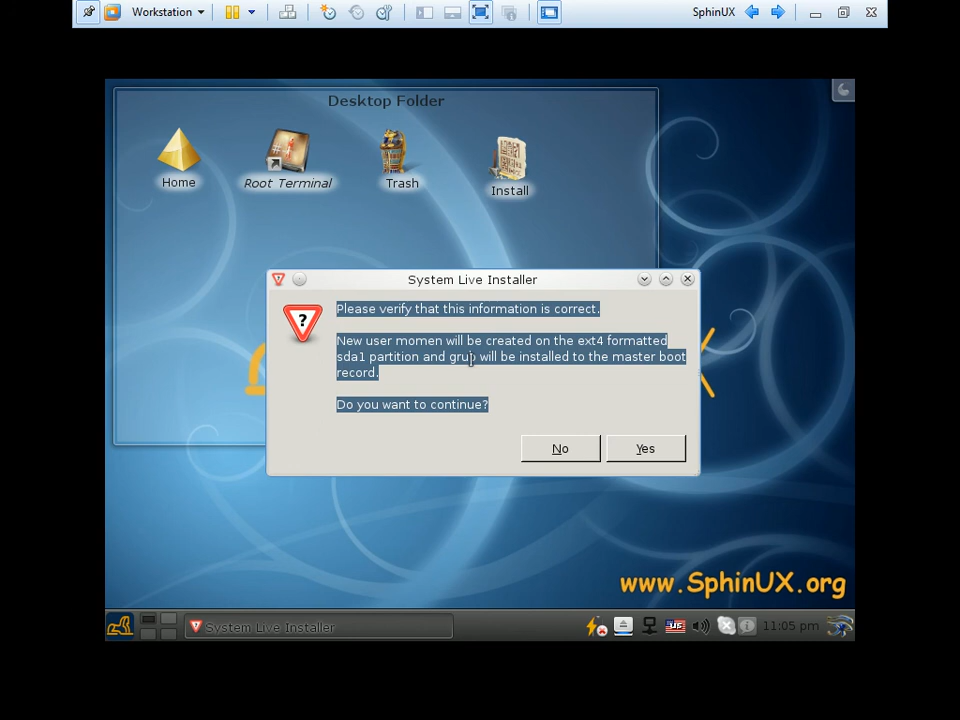 Workstation
SphinUX
Desktop Folder
Home
Root Terminal
Trash
Install
System Live Installer
Please verify that this information is correct.
New user momen will be created on the ext4 formatted
sda1 partition and grub will be installed to the master boot
record.
Do you want to continue?
No
Yes
www.SphinUX.org
System Live Installer
US
11:05 pm